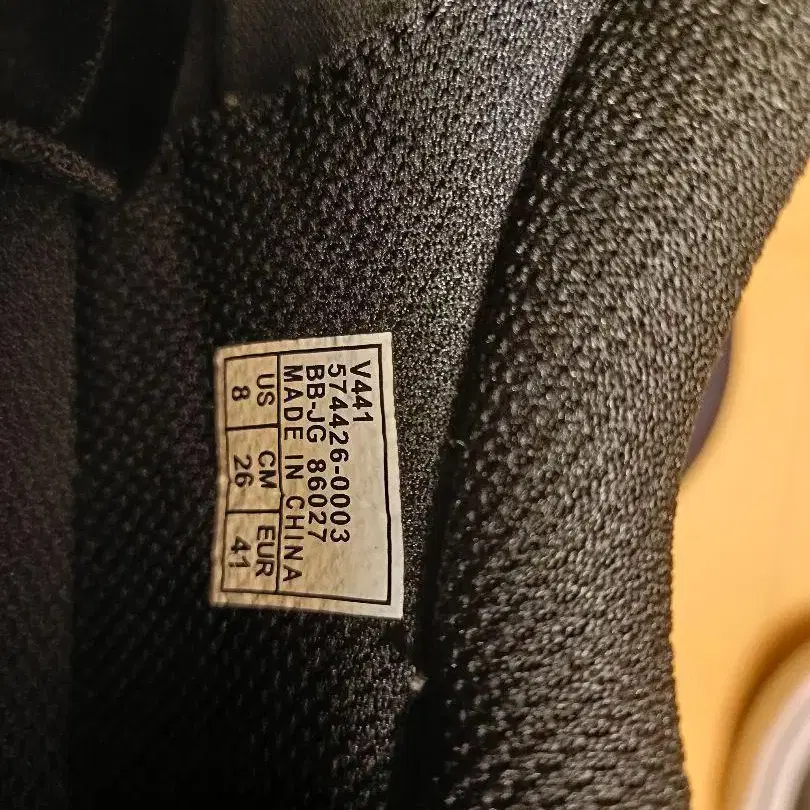 V441
574426-0003
BB-JG 86027
MADE IN CHINA
US CM EUR
8 26 41